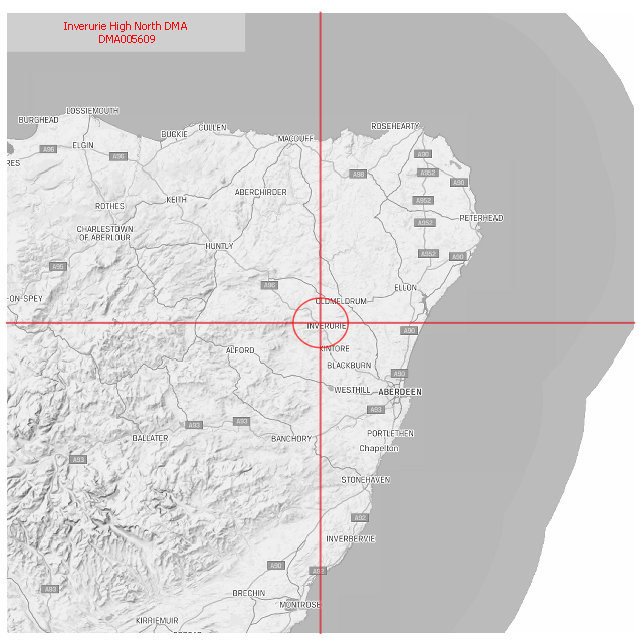 Inverurie High North DMA
DMA005609
LOSSIEMOUTH
BURGHEAD
CULLEN
ROSEHEARTY
BUCKIE
MACDUFF
ELGIN
A96
A90
A98
RES
A98
A952
A90
KEITH
ABERCHIRDER
ROTHES
A952
PETERHEAD
A952
CHARLESTOWN
OF ABERLOUR
HUNTLY
A952
A90
A95
A96
ELLON
-ON-SPEY
OLDMELDRUM
INVERURIE
A90
KINTORE
ALFORD
BLACKBURN
A90
WESTHILL
ABERDEEN
A93
A93
A93
PORTLETHEN
BALLATER
BANCHORY
Chapelton
A93
STONEHAVEN
A92
INVERBERVIE
A90
A92
A93
BRECHIN
MONTROSE
KIRRIEMUIR